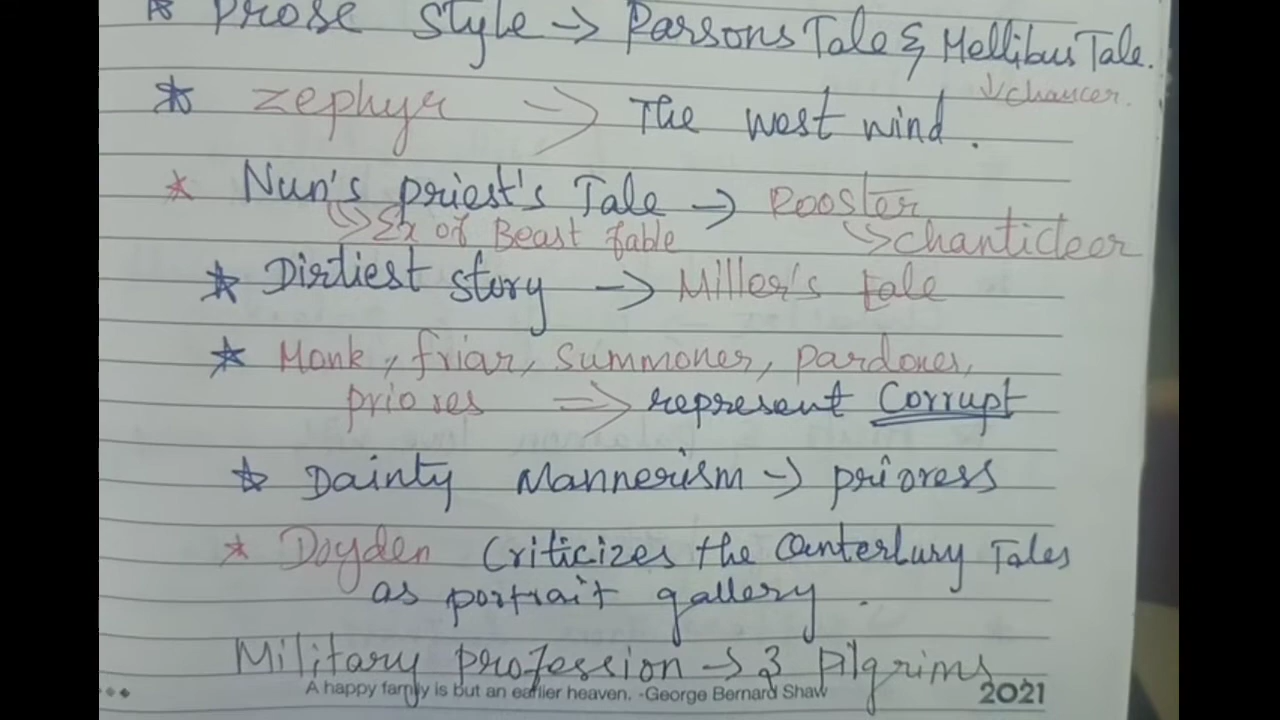 * Prose Style → Parsons Tale & Mellibus Tale.
↓ chaucer.
* Zephyr → The west wind.
* Nun's priest's Tale → Rooster
↳ Ex of Beast fable ↳ chanticleer
* Dirtiest story → Miller's tale
* Monk, friar, summoner, pardoner,
priores ⇒ represent Corrupt
* Dainty Mannerism → prioress
* Dryden Criticizes the Canterbury Tales
as portrait gallery.
Military profession → 3 Pilgrims
A happy family is but an earlier heaven. -George Bernard Shaw 2021